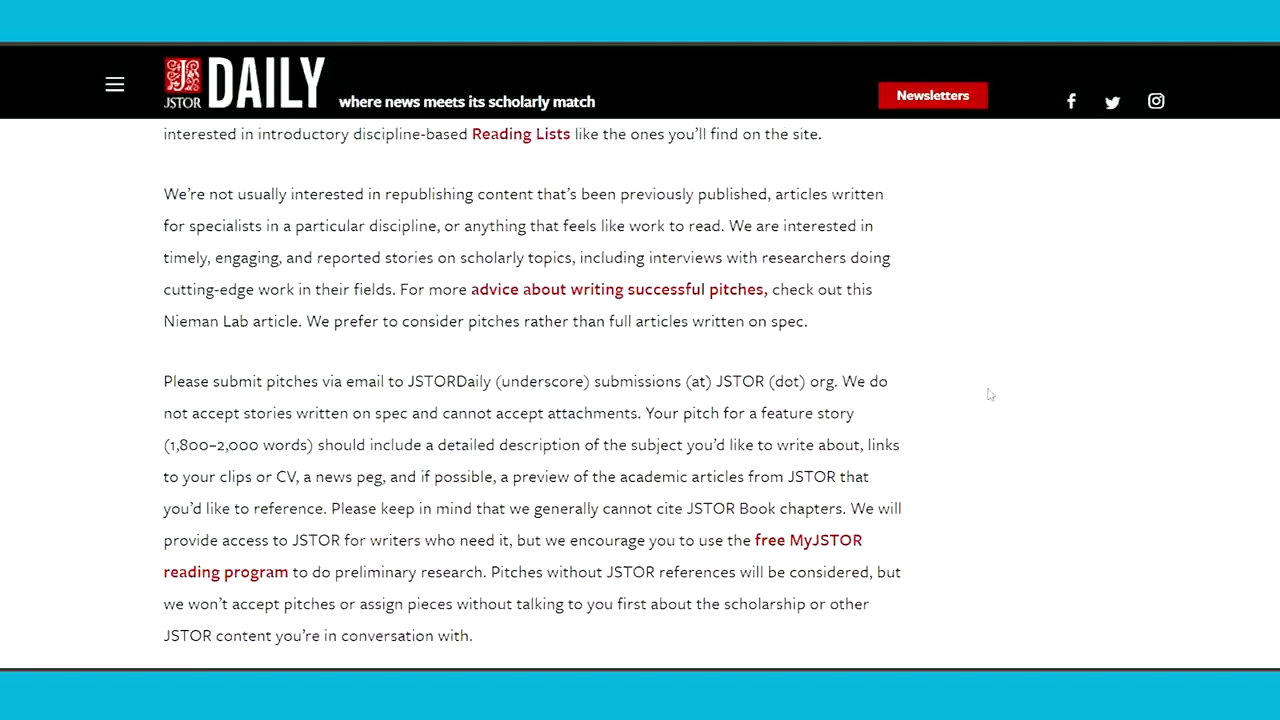 JSTOR DAILY where news meets its scholarly match Newsletters
interested in introductory discipline-based Reading Lists like the ones you’ll find on the site.
We’re not usually interested in republishing content that’s been previously published, articles written
for specialists in a particular discipline, or anything that feels like work to read. We are interested in
timely, engaging, and reported stories on scholarly topics, including interviews with researchers doing
cutting-edge work in their fields. For more advice about writing successful pitches, check out this
Nieman Lab article. We prefer to consider pitches rather than full articles written on spec.
Please submit pitches via email to JSTORDaily (underscore) submissions (at) JSTOR (dot) org. We do
not accept stories written on spec and cannot accept attachments. Your pitch for a feature story
(1,800–2,000 words) should include a detailed description of the subject you’d like to write about, links
to your clips or CV, a news peg, and if possible, a preview of the academic articles from JSTOR that
you’d like to reference. Please keep in mind that we generally cannot cite JSTOR Book chapters. We will
provide access to JSTOR for writers who need it, but we encourage you to use the free MyJSTOR
reading program to do preliminary research. Pitches without JSTOR references will be considered, but
we won’t accept pitches or assign pieces without talking to you first about the scholarship or other
JSTOR content you’re in conversation with.